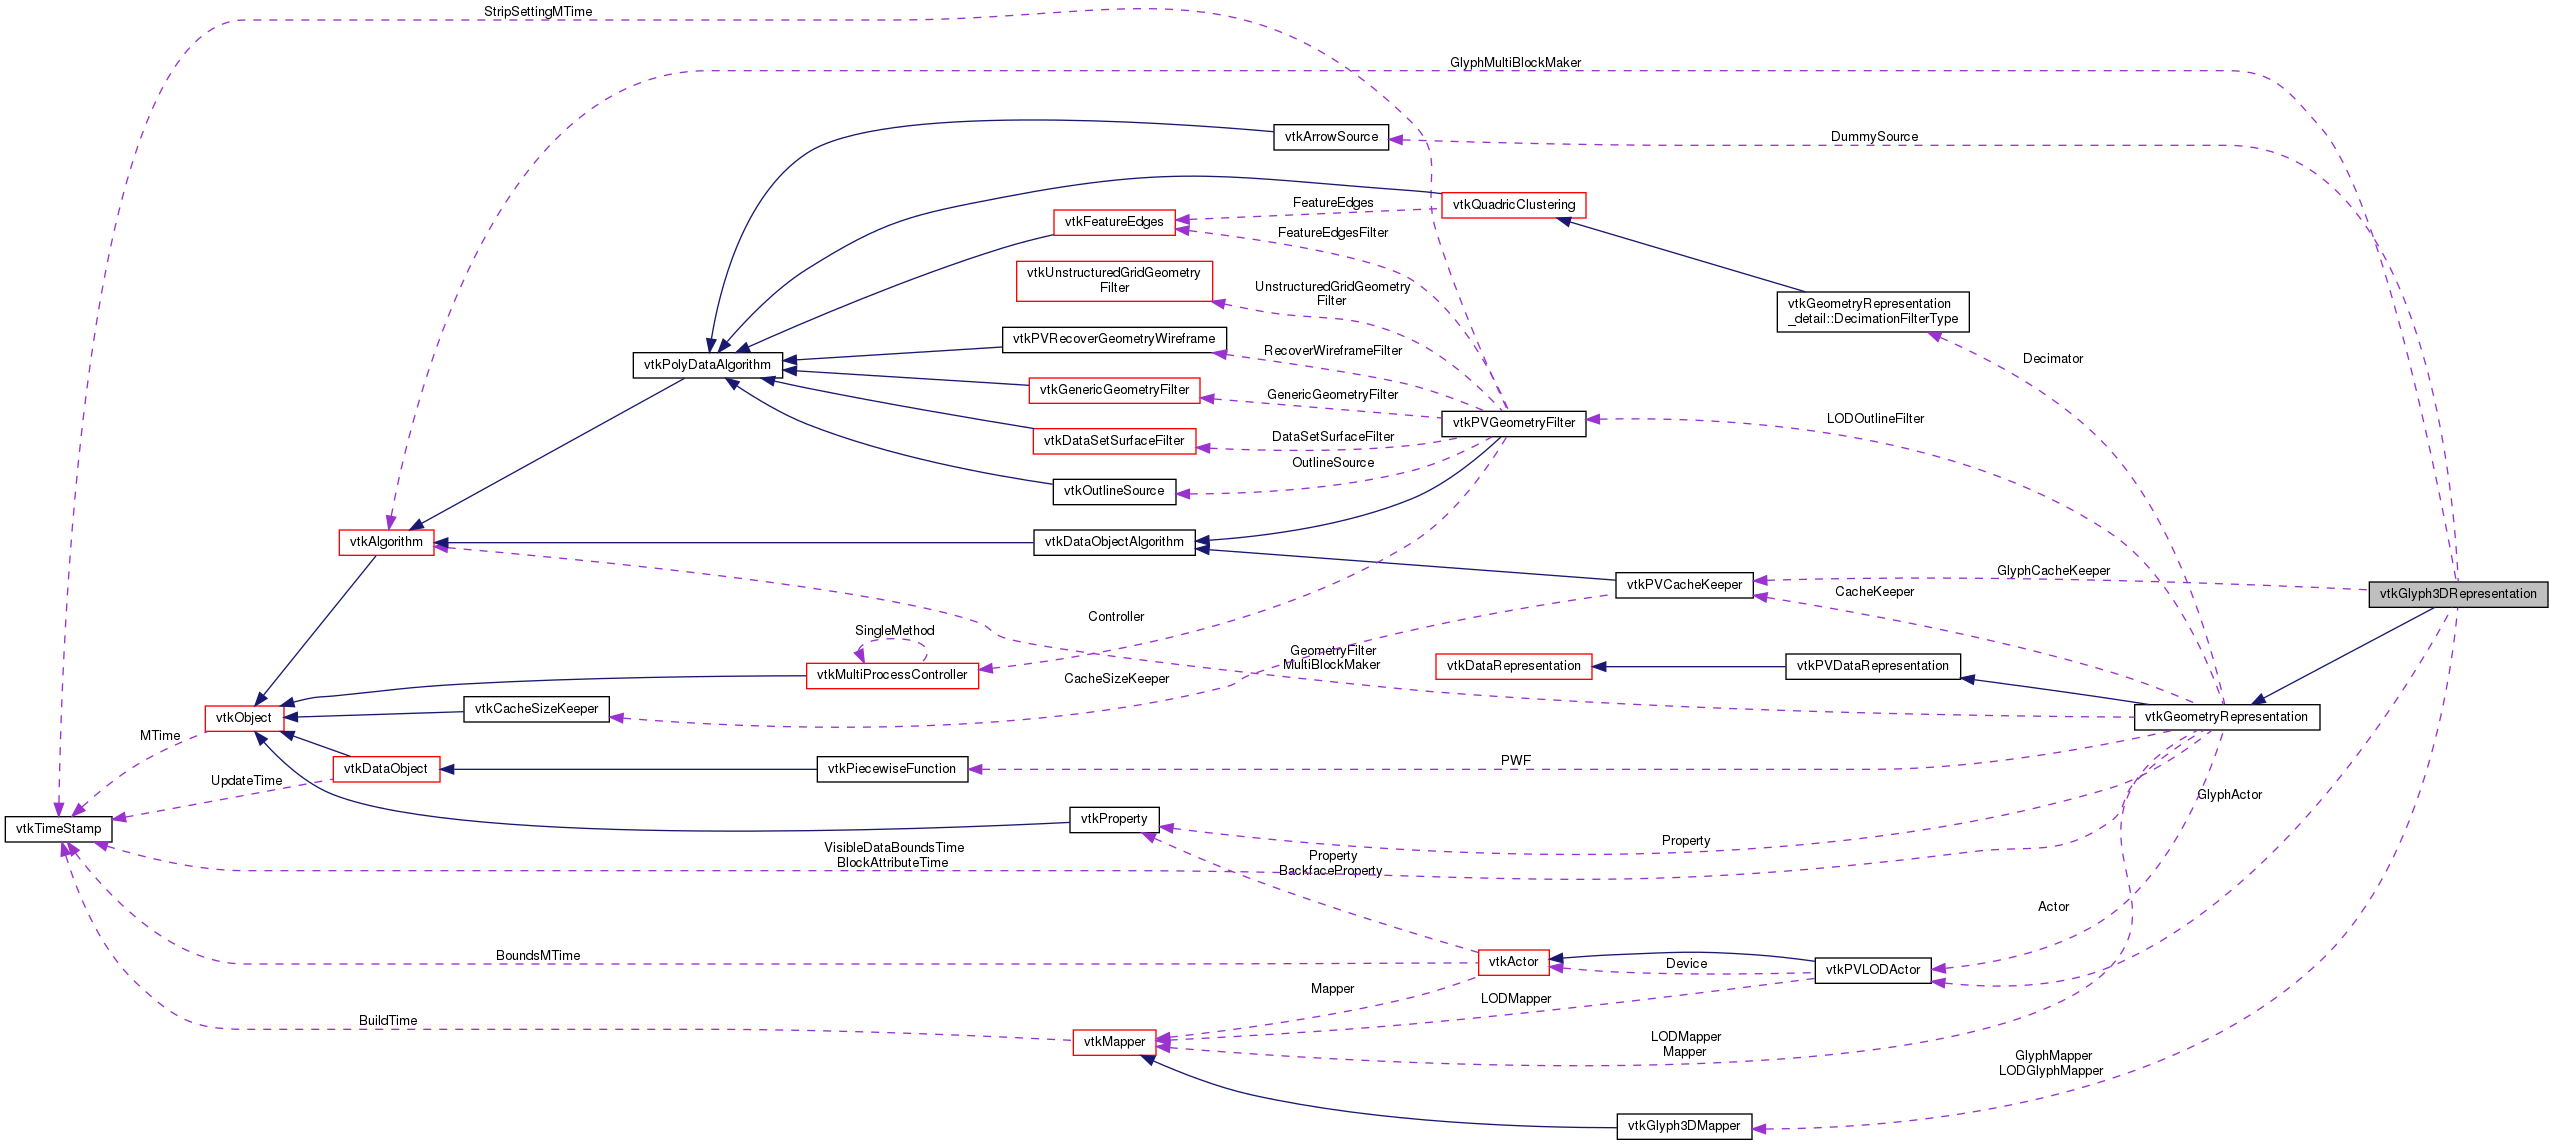 StripSettingMTime
GlyphMultiBlockMaker
vtkArrowSource
DummySource
FeatureEdges
vtkQuadricClustering
vtkFeatureEdges
FeatureEdgesFilter
vtkUnstructuredGridGeometry
Filter
UnstructuredGridGeometry
Filter
vtkGeometryRepresentation
_detail::DecimationFilterType
vtkPVRecoverGeometryWireframe
RecoverWireframeFilter
Decimator
vtkPolyDataAlgorithm
vtkGenericGeometryFilter
GenericGeometryFilter
vtkPVGeometryFilter
LODOutlineFilter
vtkDataSetSurfaceFilter
DataSetSurfaceFilter
OutlineSource
vtkOutlineSource
vtkAlgorithm
vtkDataObjectAlgorithm
vtkPVCacheKeeper
GlyphCacheKeeper
CacheKeeper
vtkGlyph3DRepresentation
Controller
SingleMethod
vtkMultiProcessController
GeometryFilter
MultiBlockMaker
vtkDataRepresentation
vtkPVDataRepresentation
CacheSizeKeeper
vtkCacheSizeKeeper
vtkObject
vtkGeometryRepresentation
MTime
vtkDataObject
vtkPiecewiseFunction
PWF
UpdateTime
GlyphActor
vtkTimeStamp
vtkProperty
Property
VisibleDataBoundsTime
BlockAttributeTime
Property
BackfaceProperty
Actor
BoundsMTime
vtkActor
Device
vtkPVLODActor
Mapper
LODMapper
BuildTime
vtkMapper
LODMapper
Mapper
GlyphMapper
LODGlyphMapper
vtkGlyph3DMapper